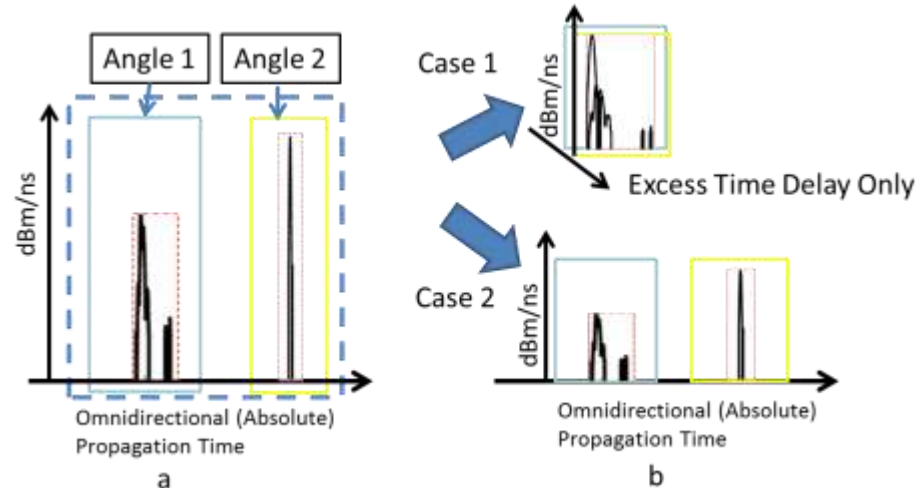 Angle 1
Angle 2
dBm/ns
Omnidirectional (Absolute)
Propagation Time
a
Case 1
dBm/ns
Excess Time Delay Only
Case 2
dBm/ns
Omnidirectional (Absolute)
Propagation Time
b